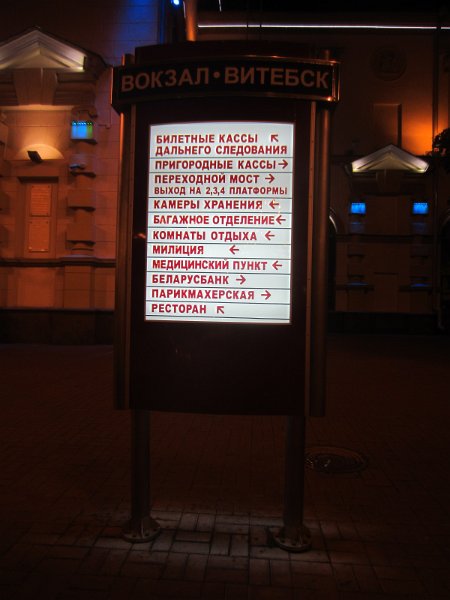 ВОКЗАЛ · ВИТЕБСК
БИЛЕТНЫЕ КАССЫ ↖
ДАЛЬНЕГО СЛЕДОВАНИЯ
ПРИГОРОДНЫЕ КАССЫ →
ПЕРЕХОДНОЙ МОСТ →
ВЫХОД НА 2,3,4 ПЛАТФОРМЫ
КАМЕРЫ ХРАНЕНИЯ ←
БАГАЖНОЕ ОТДЕЛЕНИЕ ←
КОМНАТЫ ОТДЫХА ←
МИЛИЦИЯ ←
МЕДИЦИНСКИЙ ПУНКТ ←
БЕЛАРУСБАНК →
ПАРИКМАХЕРСКАЯ →
РЕСТОРАН ↖